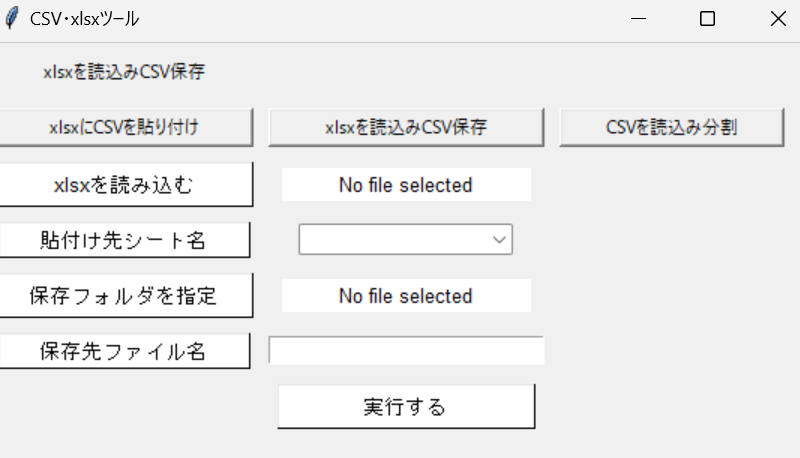 CSV・xlsxツール
xlsxを読込みCSV保存
xlsxにCSVを貼り付け xlsxを読込みCSV保存 CSVを読込み分割
xlsxを読み込む No file selected
貼付け先シート名
保存フォルダを指定 No file selected
保存先ファイル名
実行する